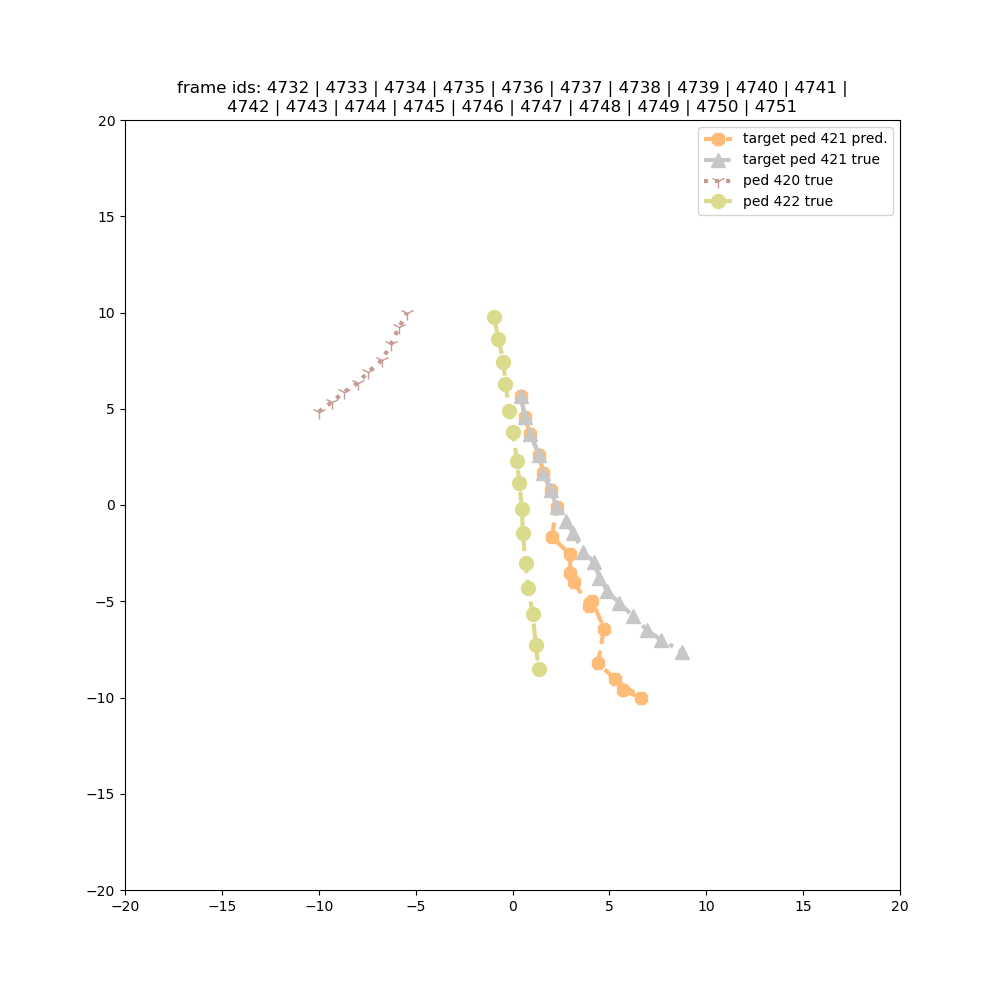 frame ids: 4732 | 4733 | 4734 | 4735 | 4736 | 4737 | 4738 | 4739 | 4740 | 4741 |
4742 | 4743 | 4744 | 4745 | 4746 | 4747 | 4748 | 4749 | 4750 | 4751
target ped 421 pred.
target ped 421 true
ped 420 true
ped 422 true
20
15
10
5
0
−5
−10
−15
−20
−20 −15 −10 −5 0 5 10 15 20